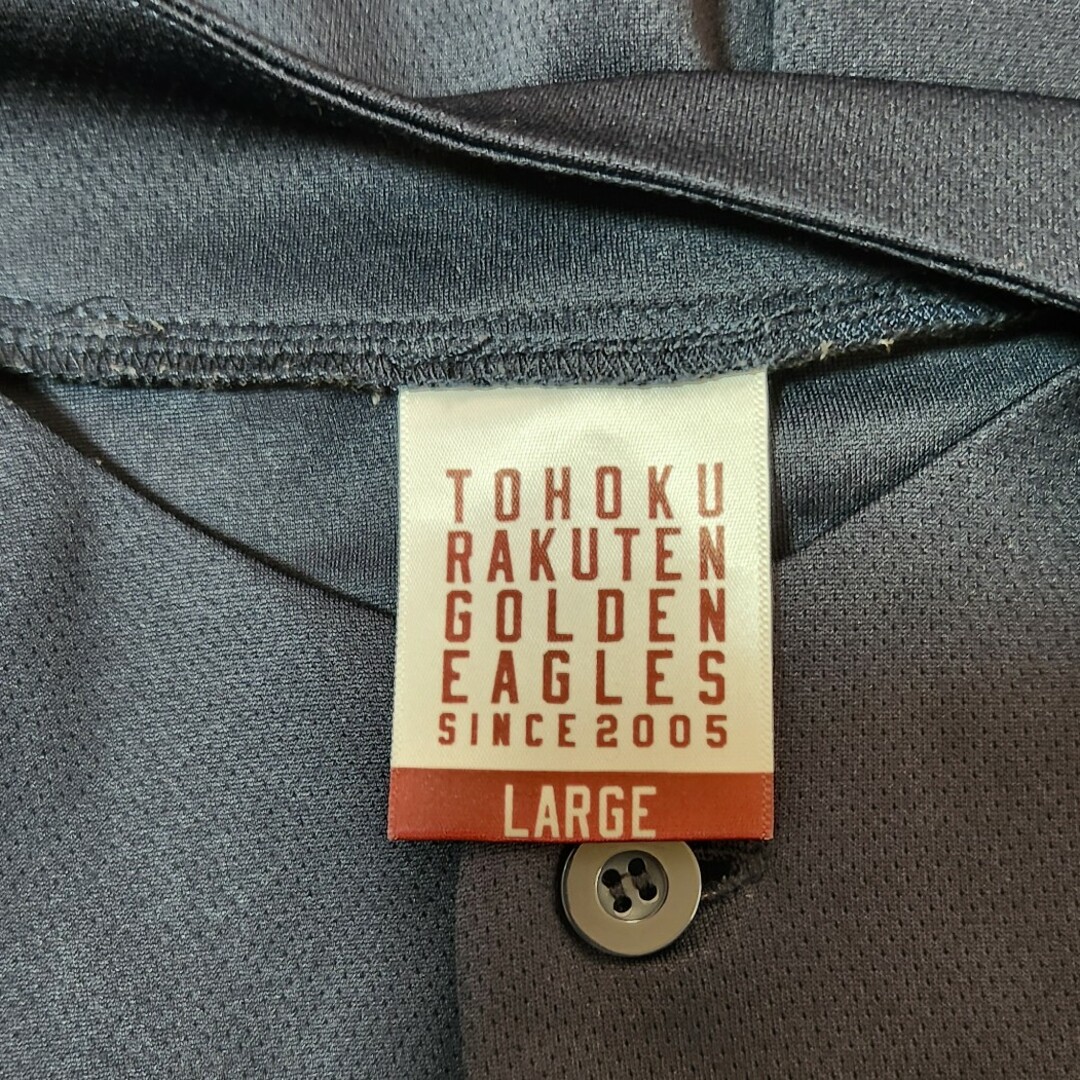 TOHOKU
RAKUTEN
GOLDEN
EAGLES
SINCE 2005
LARGE